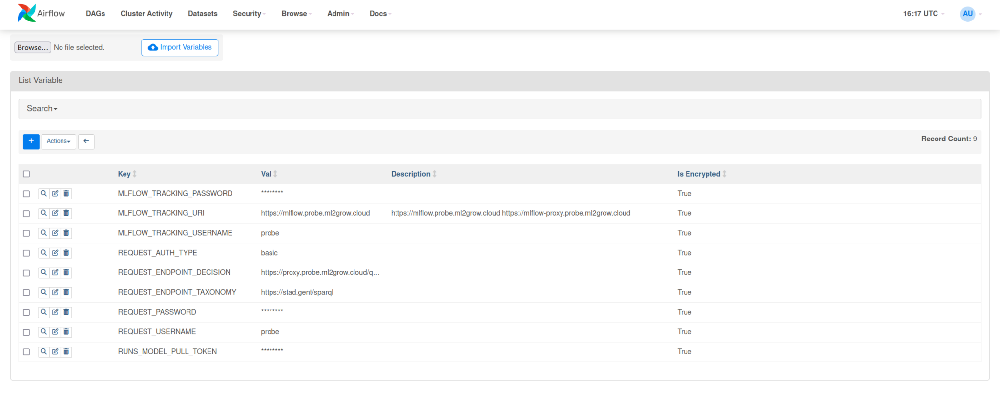 Airflow DAGs Cluster Activity Datasets Security Browse Admin Docs 16:17 UTC AU
Browse... No file selected. Import Variables
List Variable
Search
+ Actions Record Count: 9
Key Val Description Is Encrypted
MLFLOW_TRACKING_PASSWORD ******** True
MLFLOW_TRACKING_URI https://mlflow.probe.ml2grow.cloud https://mlflow.probe.ml2grow.cloud https://mlflow-proxy.probe.ml2grow.cloud True
MLFLOW_TRACKING_USERNAME probe True
REQUEST_AUTH_TYPE basic True
REQUEST_ENDPOINT_DECISION https://proxy.probe.ml2grow.cloud/q... True
REQUEST_ENDPOINT_TAXONOMY https://stad.gent/sparql True
REQUEST_PASSWORD ******** True
REQUEST_USERNAME probe True
RUNS_MODEL_PULL_TOKEN ******** True